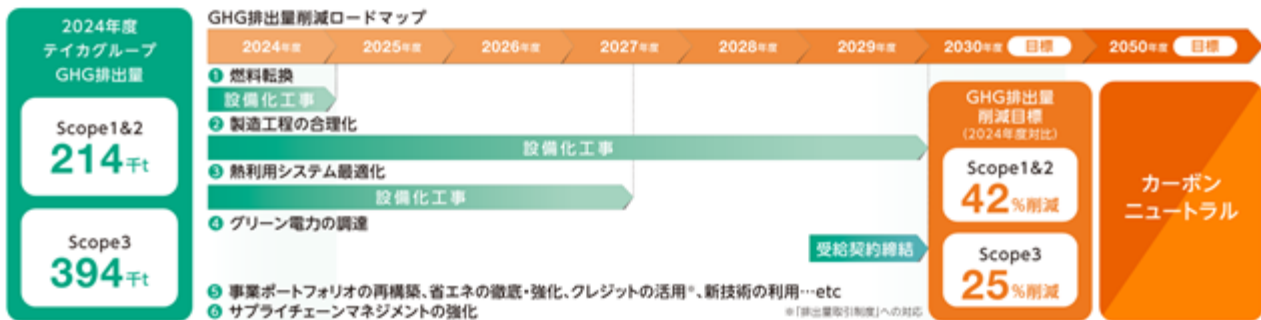 2024年度
テイカグループ
GHG排出量
Scope1&2
214千t
Scope3
394千t
GHG排出量削減ロードマップ
2024年度 2025年度 2026年度 2027年度 2028年度 2029年度 2030年度 目標 2050年度 目標
❶ 燃料転換
設備化工事
❷ 製造工程の合理化
設備化工事
❸ 熱利用システム最適化
設備化工事
❹ グリーン電力の調達
受給契約締結
❺ 事業ポートフォリオの再構築、省エネの徹底・強化、クレジットの活用※、新技術の利用…etc
❻ サプライチェーンマネジメントの強化
※「排出量取引制度」への対応
GHG排出量
削減目標
(2024年度対比)
Scope1&2
42%削減
Scope3
25%削減
カーボン
ニュートラル